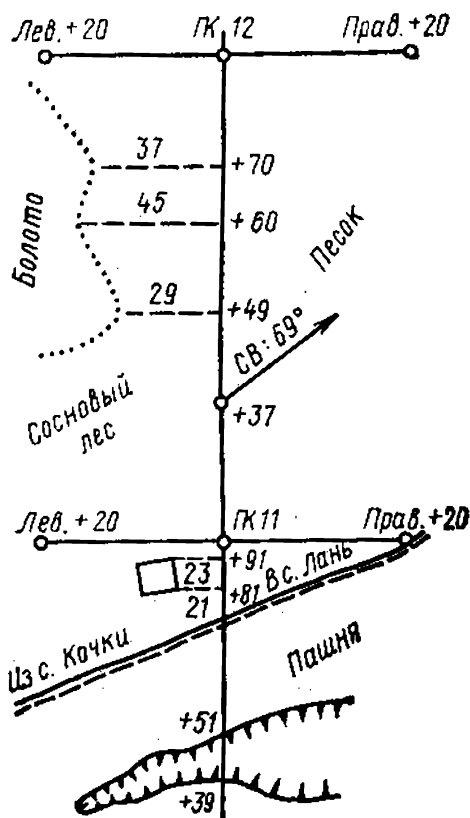 Лев. + 20 ПК 12 Прав. + 20
37 +70
45 +60
Болото
Песок
29 +49
СВ: 69°
+37
Сосновый
лес
Лев. + 20 ПК 11 Прав. + 20
23 +91
21 +81
В с. Лань
Из с. Кочки
Пашня
+51
+39